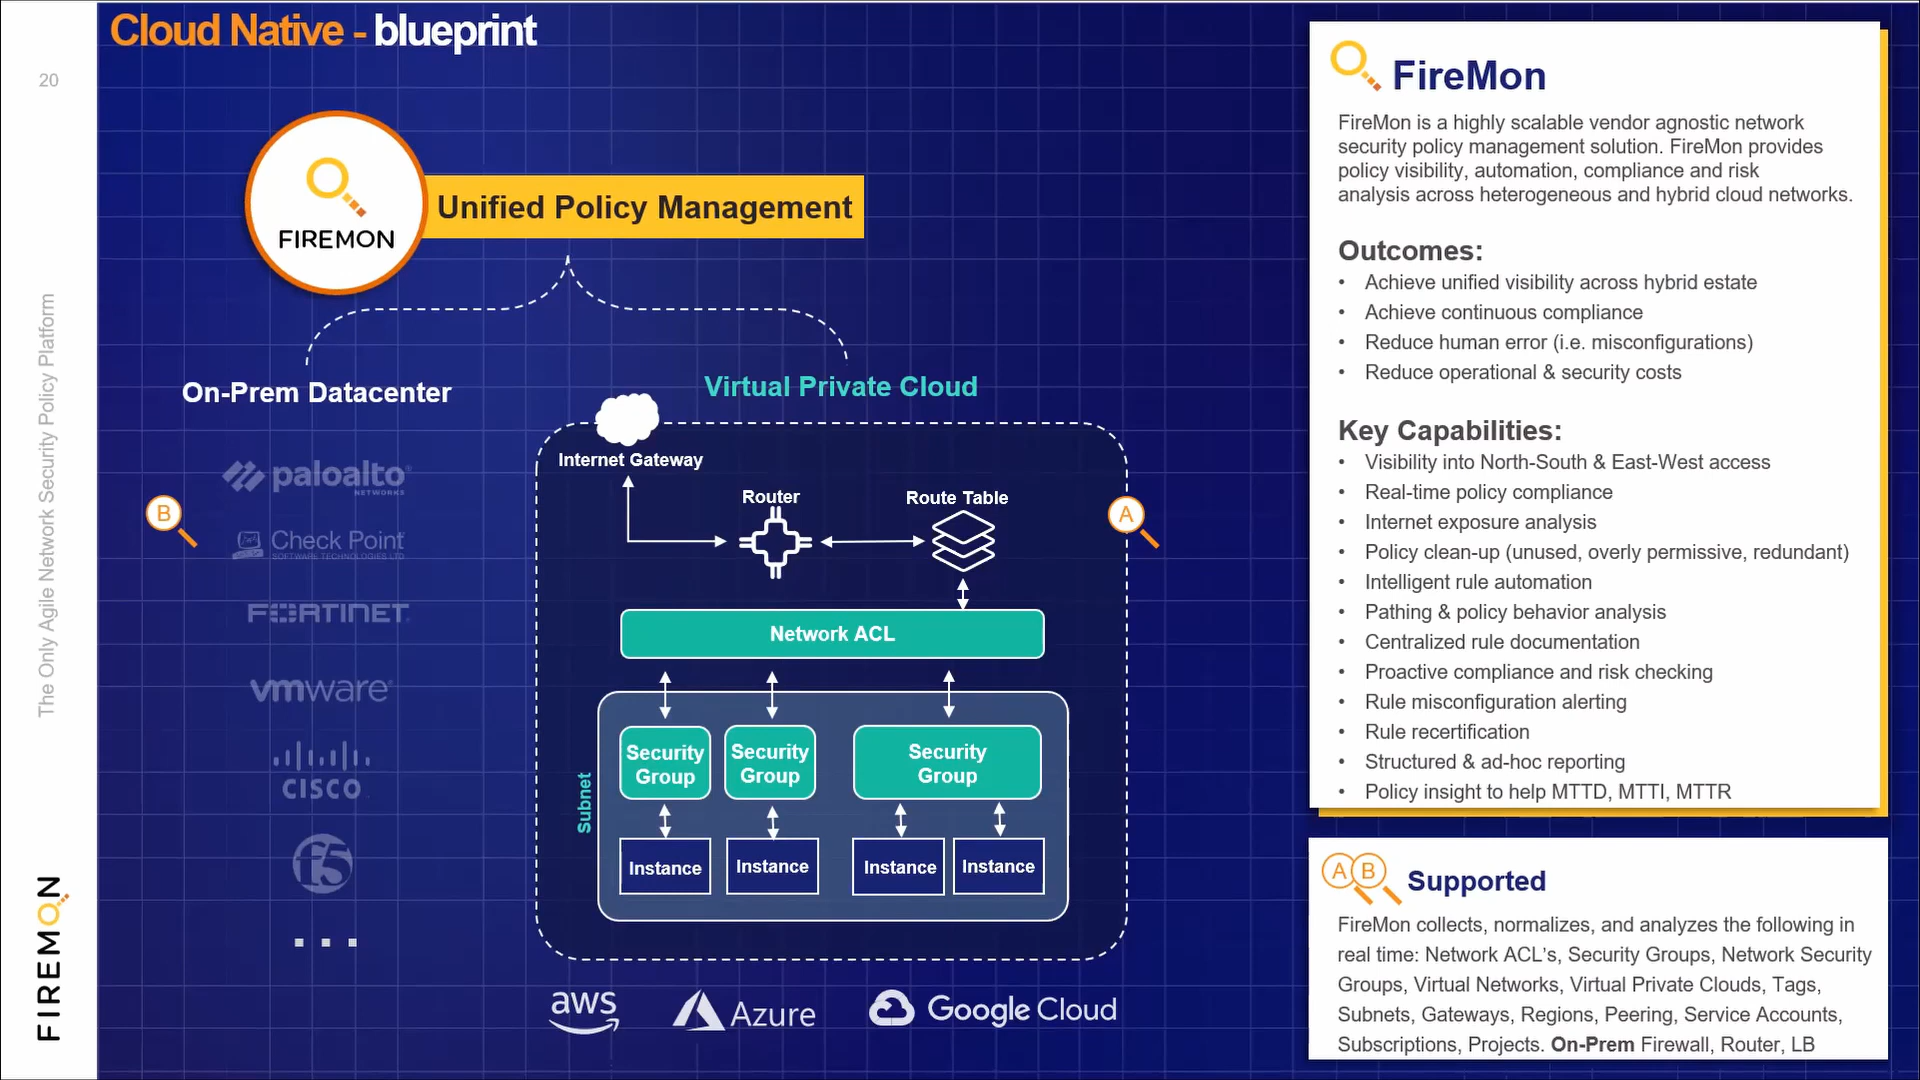 Cloud Native - blueprint
20
The Only Agile Network Security Policy Platform
FIREMON
FIREMON
Unified Policy Management
On-Prem Datacenter
paloalto
NETWORKS
Check Point
SOFTWARE TECHNOLOGIES LTD
FORTINET
vmware
CISCO
f5
...
B
Virtual Private Cloud
Internet Gateway
Router
Route Table
A
Network ACL
Subnet
Security
Group
Security
Group
Security
Group
Instance
Instance
Instance
Instance
aws
Azure
Google Cloud
FireMon
FireMon is a highly scalable vendor agnostic network
security policy management solution. FireMon provides
policy visibility, automation, compliance and risk
analysis across heterogeneous and hybrid cloud networks.
Outcomes:
• Achieve unified visibility across hybrid estate
• Achieve continuous compliance
• Reduce human error (i.e. misconfigurations)
• Reduce operational & security costs
Key Capabilities:
• Visibility into North-South & East-West access
• Real-time policy compliance
• Internet exposure analysis
• Policy clean-up (unused, overly permissive, redundant)
• Intelligent rule automation
• Pathing & policy behavior analysis
• Centralized rule documentation
• Proactive compliance and risk checking
• Rule misconfiguration alerting
• Rule recertification
• Structured & ad-hoc reporting
• Policy insight to help MTTD, MTTI, MTTR
A B
Supported
FireMon collects, normalizes, and analyzes the following in
real time: Network ACL's, Security Groups, Network Security
Groups, Virtual Networks, Virtual Private Clouds, Tags,
Subnets, Gateways, Regions, Peering, Service Accounts,
Subscriptions, Projects. On-Prem Firewall, Router, LB